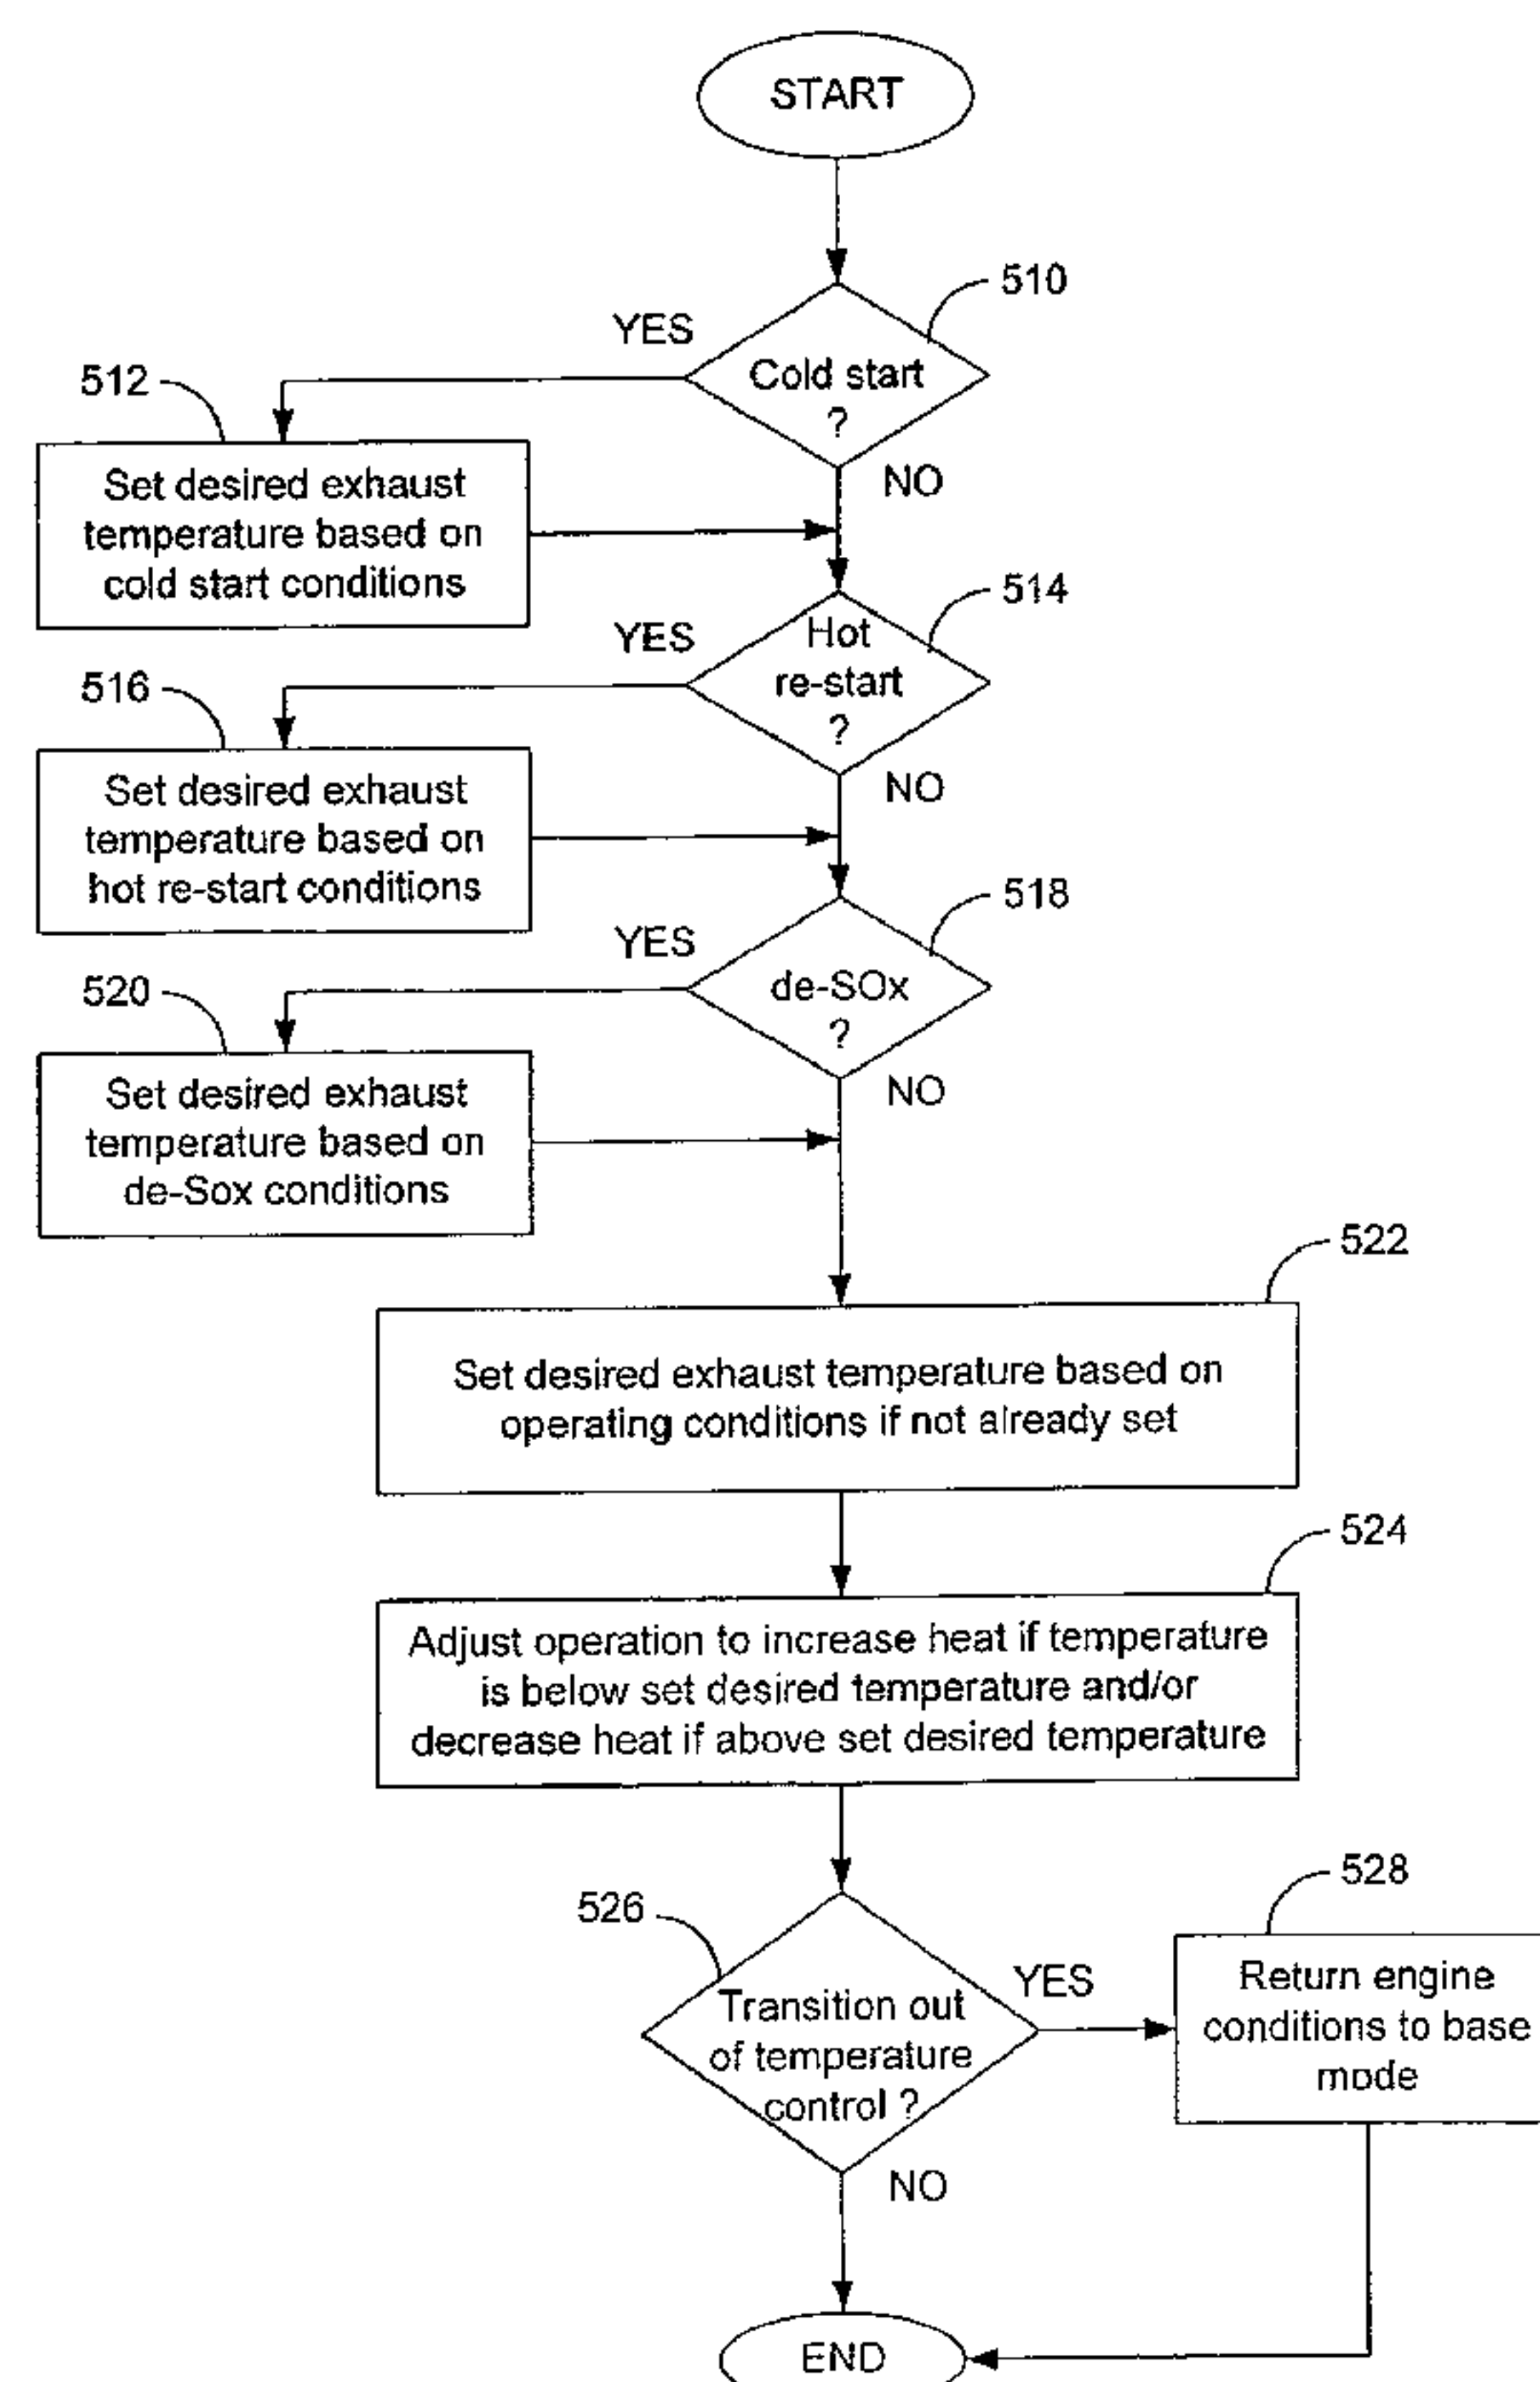 START
510
YES
Cold start
?
512
NO
Set desired exhaust
temperature based on
cold start conditions
514
YES
Hot
re-start
?
516
NO
Set desired exhaust
temperature based on
hot re-start conditions
518
YES
de-SOx
?
520
NO
Set desired exhaust
temperature based on
de-Sox conditions
522
Set desired exhaust temperature based on
operating conditions if not already set
524
Adjust operation to increase heat if temperature
is below set desired temperature and/or
decrease heat if above set desired temperature
526
528
Transition out
of temperature
control ?
YES
Return engine
conditions to base
mode
NO
END